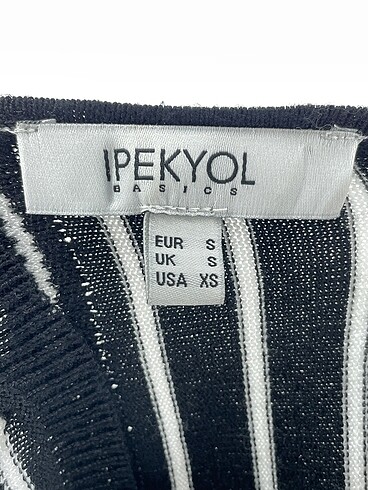 IPEKYOL
BASICS
EUR S
UK S
USA XS